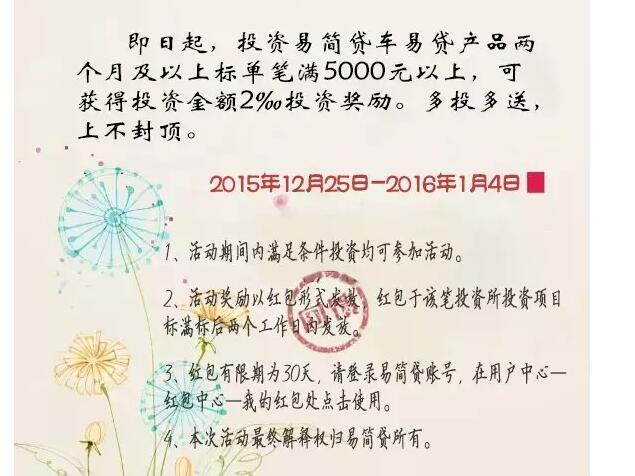 即日起，投资易简贷车易贷产品两
个月及以上标单笔满5000元以上，可
获得投资金额2‰投资奖励。多投多送，
上不封顶。
2015年12月25日-2016年1月4日
1、活动期间内满足条件投资均可参加活动。
2、活动奖励以红包形式发放，红包于该笔投资所投资项目
标满标后两个工作日内发放。
3、红包有限期为30天，请登录易简贷账号，在用户中心—
红包中心—我的红包处点击使用。
4、本次活动最终解释权归易简贷所有。